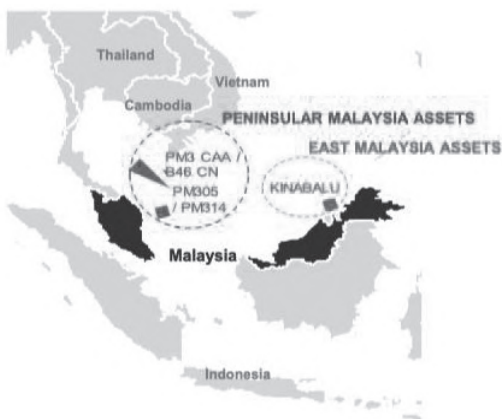 Thailand
Vietnam
Cambodia
PENINSULAR MALAYSIA ASSETS
EAST MALAYSIA ASSETS
PM3 CAA /
B46 CN
PM305
/ PM314
KINABALU
Malaysia
Indonesia